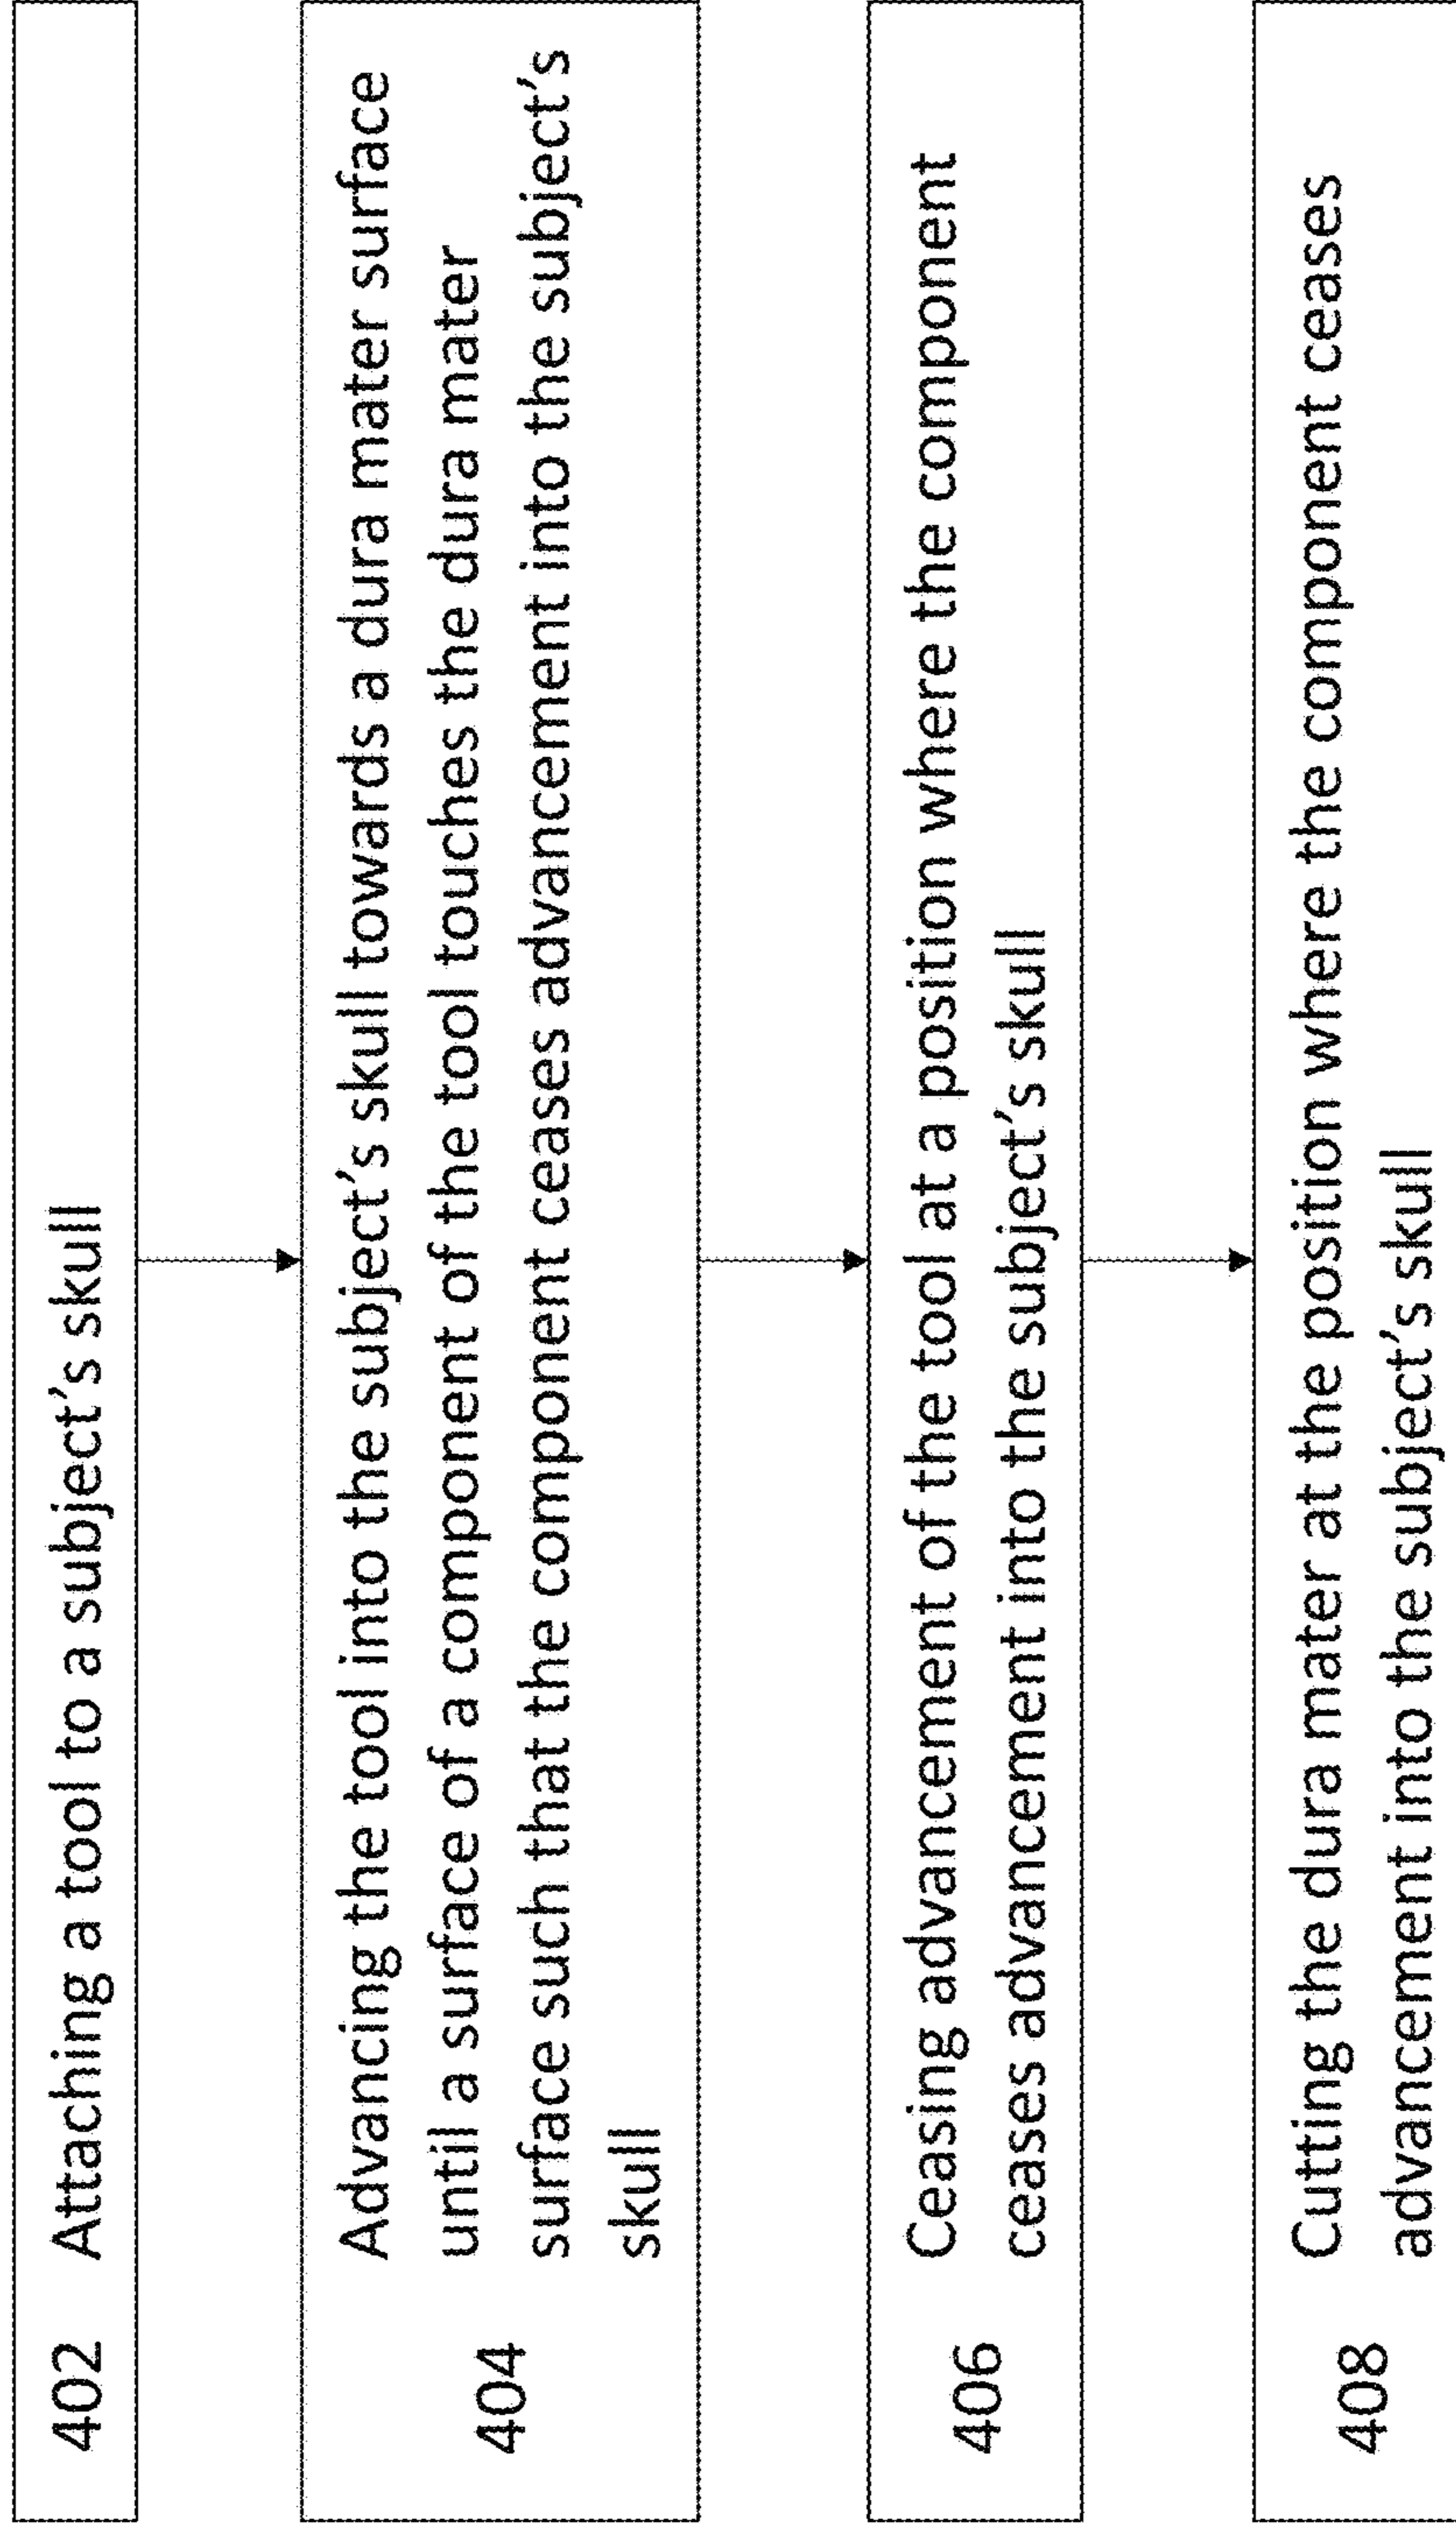 402 Attaching a tool to a subject's skull
404
Advancing the tool into the subject's skull towards a dura mater surface
until a surface of a component of the tool touches the dura mater
surface such that the component ceases advancement into the subject's
skull
406
Ceasing advancement of the tool at a position where the component
ceases advancement into the subject's skull
408
Cutting the dura mater at the position where the component ceases
advancement into the subject's skull